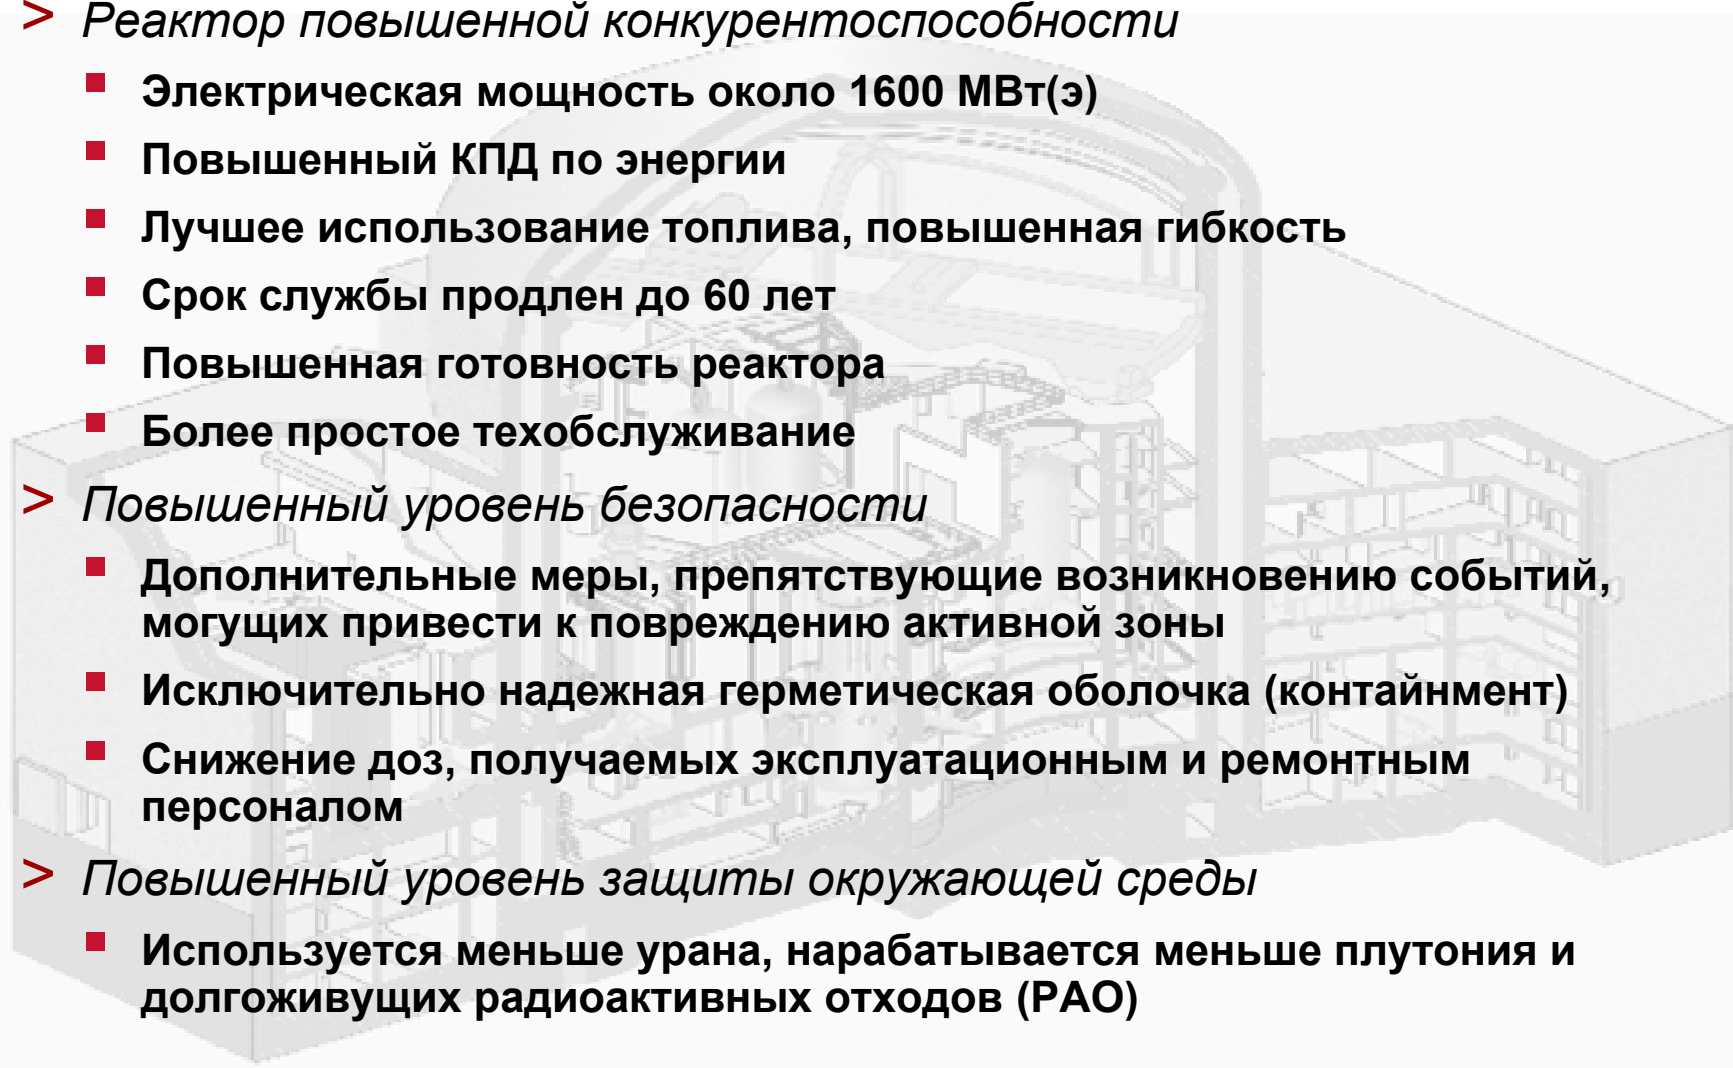 > Реактор повышенной конкурентоспособности
▪ Электрическая мощность около 1600 МВт(э)
▪ Повышенный КПД по энергии
▪ Лучшее использование топлива, повышенная гибкость
▪ Срок службы продлен до 60 лет
▪ Повышенная готовность реактора
▪ Более простое техобслуживание
> Повышенный уровень безопасности
▪ Дополнительные меры, препятствующие возникновению событий,
могущих привести к повреждению активной зоны
▪ Исключительно надежная герметическая оболочка (контайнмент)
▪ Снижение доз, получаемых эксплуатационным и ремонтным
персоналом
> Повышенный уровень защиты окружающей среды
▪ Используется меньше урана, нарабатывается меньше плутония и
долгоживущих радиоактивных отходов (РАО)